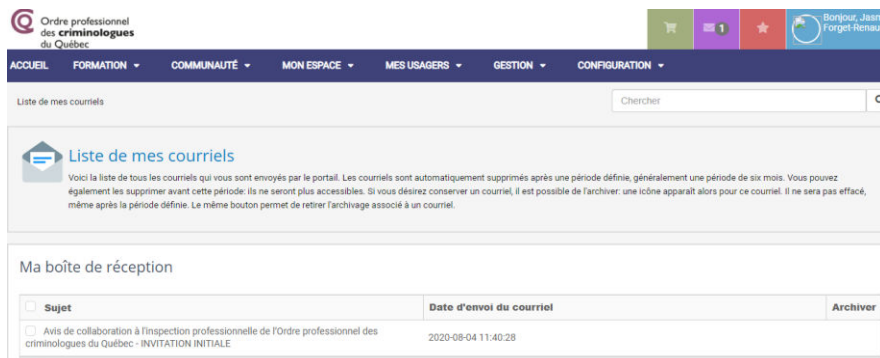 Ordre professionnel
des criminologues
du Québec
1
Bonjour, Jasm
Forget-Renau
ACCUEIL FORMATION COMMUNAUTÉ MON ESPACE MES USAGERS GESTION CONFIGURATION
Liste de mes courriels
Chercher
Liste de mes courriels
Voici la liste de tous les courriels qui vous sont envoyés par le portail. Les courriels sont automatiquement supprimés après une période définie, généralement une période de six mois. Vous pouvez
également les supprimer avant cette période: ils ne seront plus accessibles. Si vous désirez conserver un courriel, il est possible de l'archiver: une icône apparaît alors pour ce courriel. Il ne sera pas effacé,
même après la période définie. Le même bouton permet de retirer l'archivage associé à un courriel.
Ma boîte de réception
Sujet Date d'envoi du courriel Archiver
Avis de collaboration à l'inspection professionnelle de l'Ordre professionnel des
criminologues du Québec - INVITATION INITIALE
2020-08-04 11:40:28